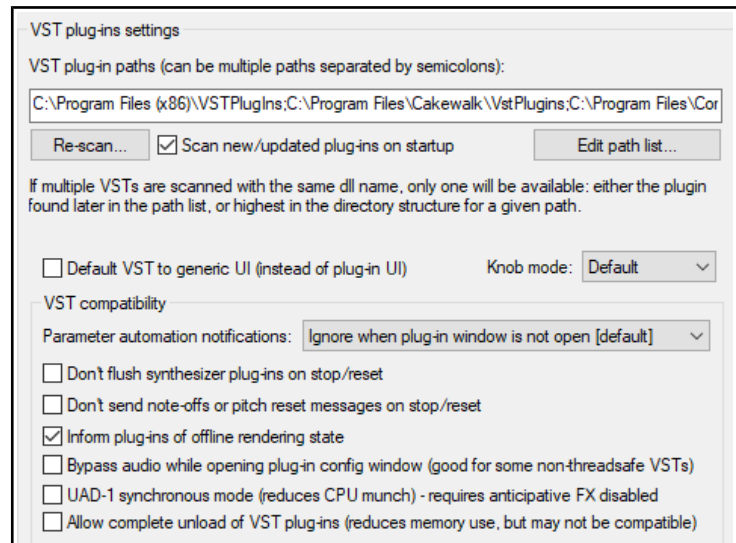 VST plug-ins settings
VST plug-in paths (can be multiple paths separated by semicolons):
C:\Program Files (x86)\VSTPlugIns;C:\Program Files\Cakewalk\VstPlugins;C:\Program Files\Cor
Re-scan... Scan new/updated plug-ins on startup Edit path list...
If multiple VSTs are scanned with the same dll name, only one will be available: either the plugin
found later in the path list, or highest in the directory structure for a given path.
Default VST to generic UI (instead of plug-in UI) Knob mode: Default
VST compatibility
Parameter automation notifications: Ignore when plug-in window is not open [default]
Don't flush synthesizer plug-ins on stop/reset
Don't send note-offs or pitch reset messages on stop/reset
Inform plug-ins of offline rendering state
Bypass audio while opening plug-in config window (good for some non-threadsafe VSTs)
UAD-1 synchronous mode (reduces CPU munch) - requires anticipative FX disabled
Allow complete unload of VST plug-ins (reduces memory use, but may not be compatible)